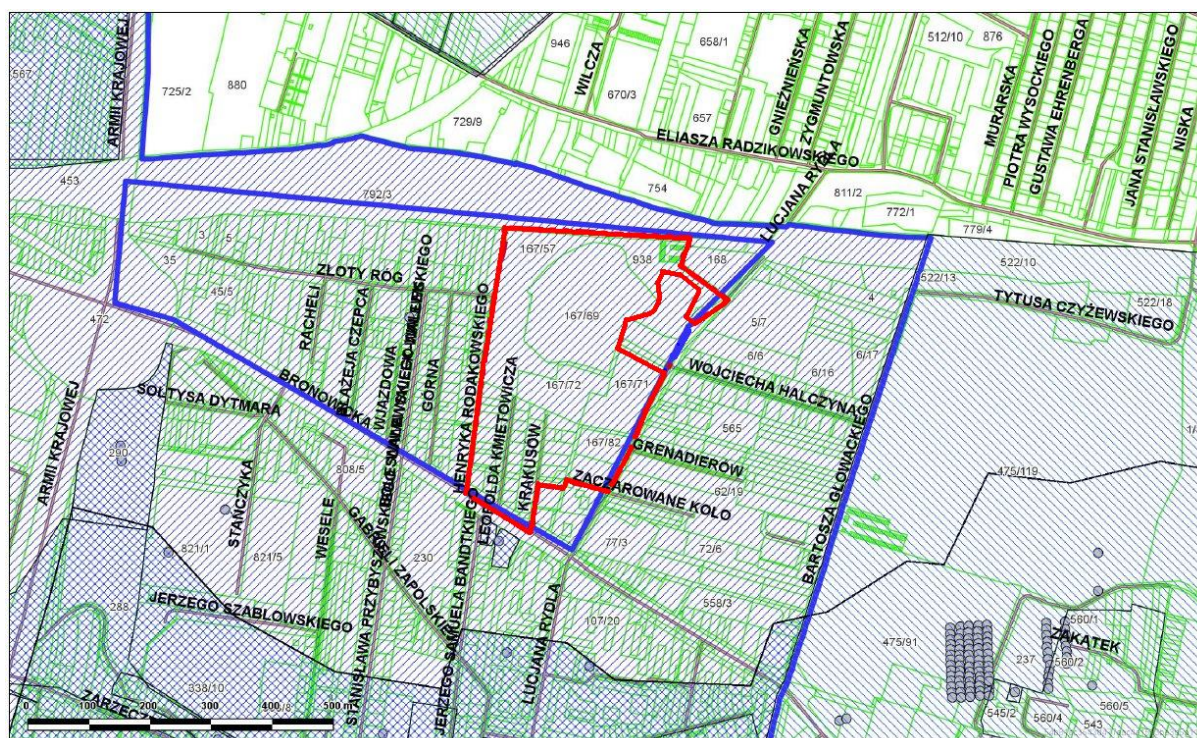 946
658/1
512/10
876
567
ARMII KRAJOWEJ
725/2
880
WILCZA
670/3
657
GNIEŹNIEŃSKA
ZYGMUNTOWSKA
MURARSKA
PIOTRA WYSOCKIEGO
GUSTAWA EHRENBERGA
JANA STANISŁAWSKIEGO
NISKA
729/9
ELIASZA RADZIKOWSKIEGO
453
792/3
754
LUCJANA RYDLA
811/2
772/1
779/4
3
5
35
45/5
ZŁOTY RÓG
167/57
938
168
522/13
522/10
522/18
TYTUSA CZYŻEWSKIEGO
4
472
RACHELI
BŁAŻEJA CZEPCA
WJAZDOWA
GÓRNA
HENRYKA RODAKOWSKIEGO
167/69
5/7
6/6
6/17
6/16
BRONOWICKA
SOŁTYSA DYTMARA
167/72
167/71
WOJCIECHA HALCZYNA
LEOPOLDA KMIETOWICZA
KRAKUSÓW
565
167/82
GRENADIERÓW
ARMII KRAJOWEJ
290
STAŃCZYKA
808/5
ZACZAROWANE KOŁO
62/19
475/119
BARTOSZA GŁOWACKIEGO
WESELE
GABRIELI ZAPOLSKIEJ
821/1
821/5
230
77/3
72/6
288
JERZEGO SZABLOWSKIEGO
STANISŁAWA PRZYBYSZEWSKIEGO
JERZEGO SAMUELA BANDTKIEGO
LUCJANA RYDLA
107/20
558/3
475/91
560/1
ZAKĄTEK
237
560/2
338/10
545/2
560/4
543
560/5
0 100 200 300 400 500 m